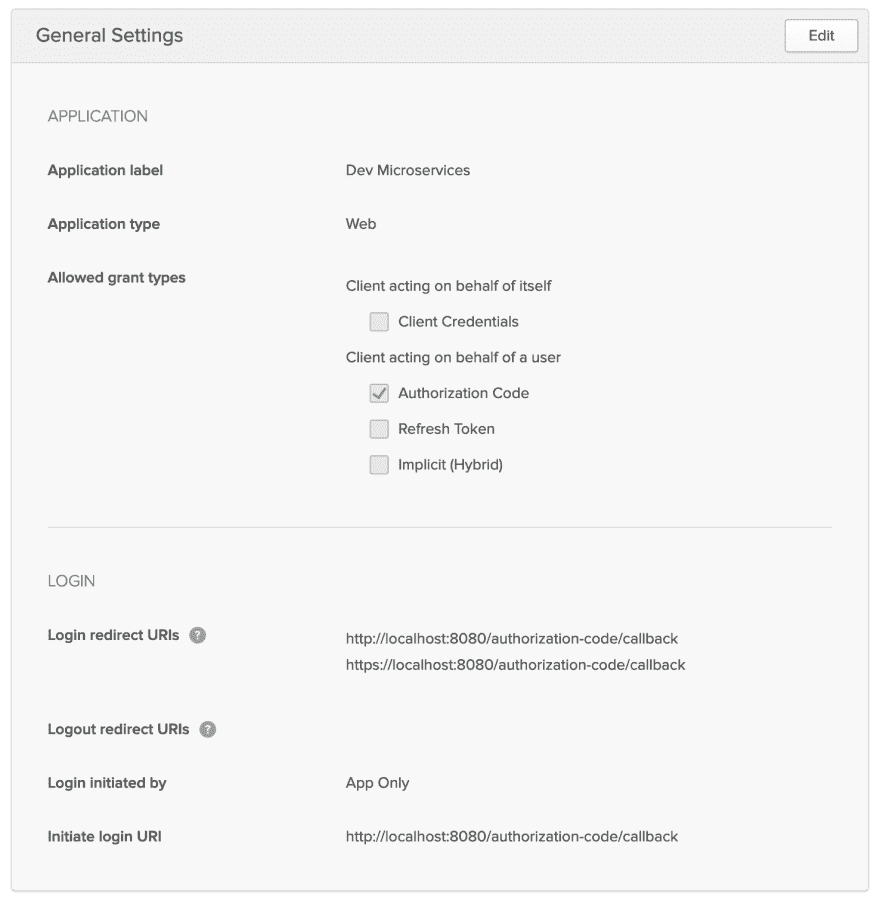 General Settings
Edit
APPLICATION
Application label
Dev Microservices
Application type
Web
Allowed grant types
Client acting on behalf of itself
Client Credentials
Client acting on behalf of a user
Authorization Code
Refresh Token
Implicit (Hybrid)
LOGIN
Login redirect URIs ?
http://localhost:8080/authorization-code/callback
https://localhost:8080/authorization-code/callback
Logout redirect URIs ?
Login initiated by
App Only
Initiate login URI
http://localhost:8080/authorization-code/callback